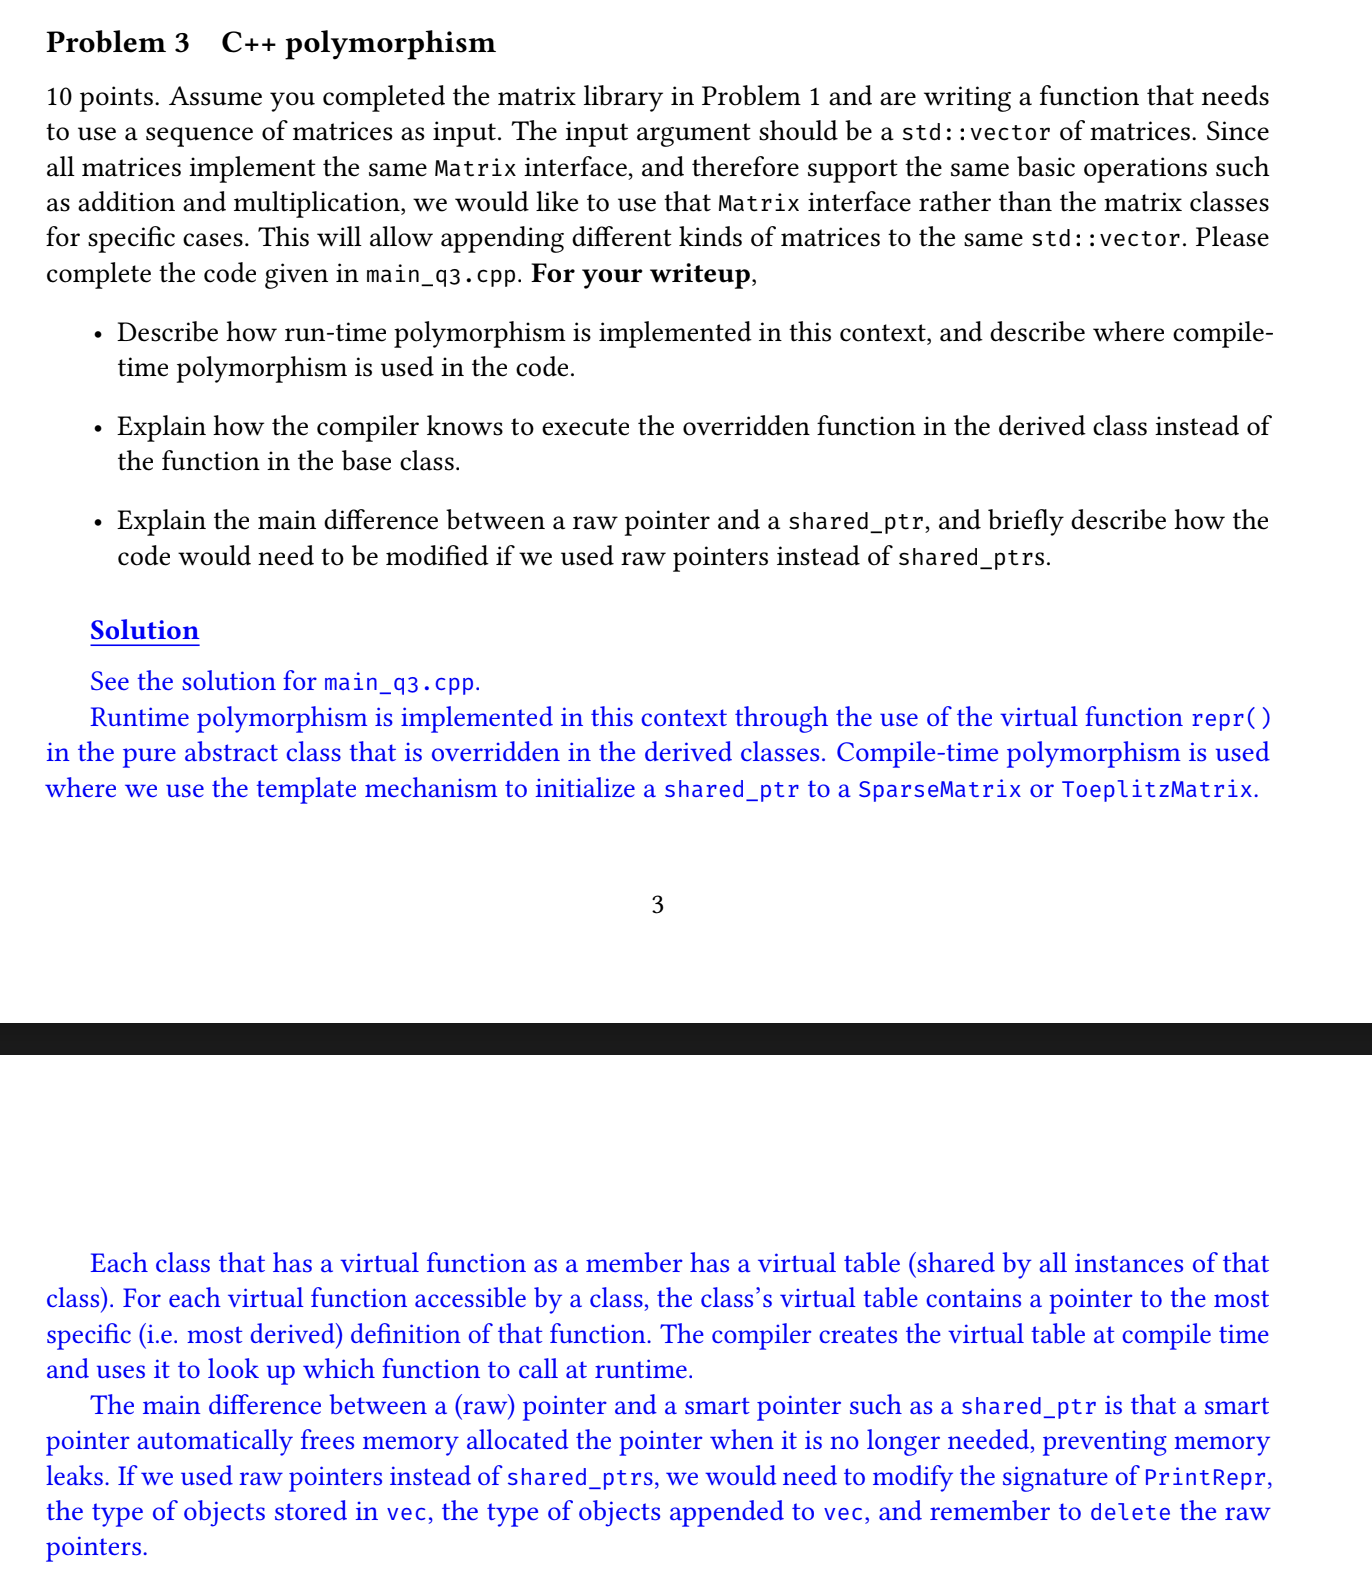 Problem 3 C++ polymorphism
10 points. Assume you completed the matrix library in Problem 1 and are writing a function that needs
to use a sequence of matrices as input. The input argument should be a std::vector of matrices. Since
all matrices implement the same Matrix interface, and therefore support the same basic operations such
as addition and multiplication, we would like to use that Matrix interface rather than the matrix classes
for specific cases. This will allow appending different kinds of matrices to the same std::vector. Please
complete the code given in main_q3.cpp. For your writeup,
• Describe how run-time polymorphism is implemented in this context, and describe where compile-
time polymorphism is used in the code.
• Explain how the compiler knows to execute the overridden function in the derived class instead of
the function in the base class.
• Explain the main difference between a raw pointer and a shared_ptr, and briefly describe how the
code would need to be modified if we used raw pointers instead of shared_ptrs.
Solution
See the solution for main_q3.cpp.
Runtime polymorphism is implemented in this context through the use of the virtual function repr()
in the pure abstract class that is overridden in the derived classes. Compile-time polymorphism is used
where we use the template mechanism to initialize a shared_ptr to a SparseMatrix or ToeplitzMatrix.
3
Each class that has a virtual function as a member has a virtual table (shared by all instances of that
class). For each virtual function accessible by a class, the class's virtual table contains a pointer to the most
specific (i.e. most derived) definition of that function. The compiler creates the virtual table at compile time
and uses it to look up which function to call at runtime.
The main difference between a (raw) pointer and a smart pointer such as a shared_ptr is that a smart
pointer automatically frees memory allocated the pointer when it is no longer needed, preventing memory
leaks. If we used raw pointers instead of shared_ptrs, we would need to modify the signature of PrintRepr,
the type of objects stored in vec, the type of objects appended to vec, and remember to delete the raw
pointers.